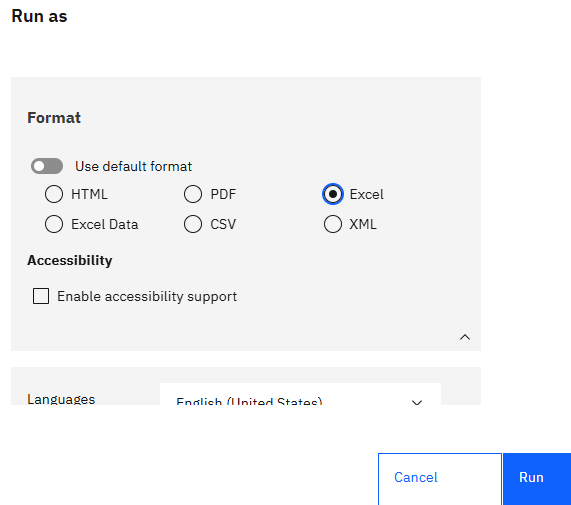 Run as
Format
Use default format
HTML PDF Excel
Excel Data CSV XML
Accessibility
Enable accessibility support
Languages English (United States)
Cancel Run